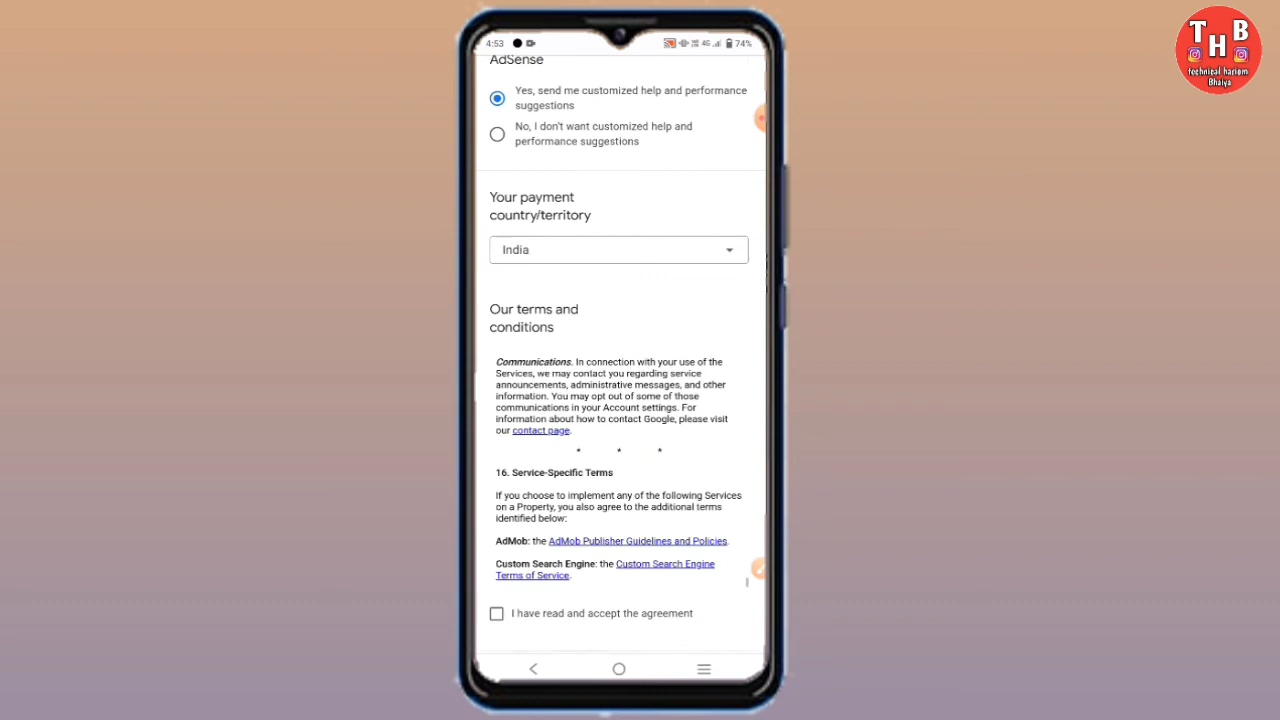 T H B
technical hariom
Bhaiya
4:53
4G
74%
AdSense
Yes, send me customized help and performance
suggestions
No, I don't want customized help and
performance suggestions
Your payment
country/territory
India
Our terms and
conditions
Communications. In connection with your use of the
Services, we may contact you regarding service
announcements, administrative messages, and other
information. You may opt out of some of those
communications in your Account settings. For
information about how to contact Google, please visit
our contact page.
* * *
16. Service-Specific Terms
If you choose to implement any of the following Services
on a Property, you also agree to the additional terms
identified below:
AdMob: the AdMob Publisher Guidelines and Policies.
Custom Search Engine: the Custom Search Engine
Terms of Service.
I have read and accept the agreement